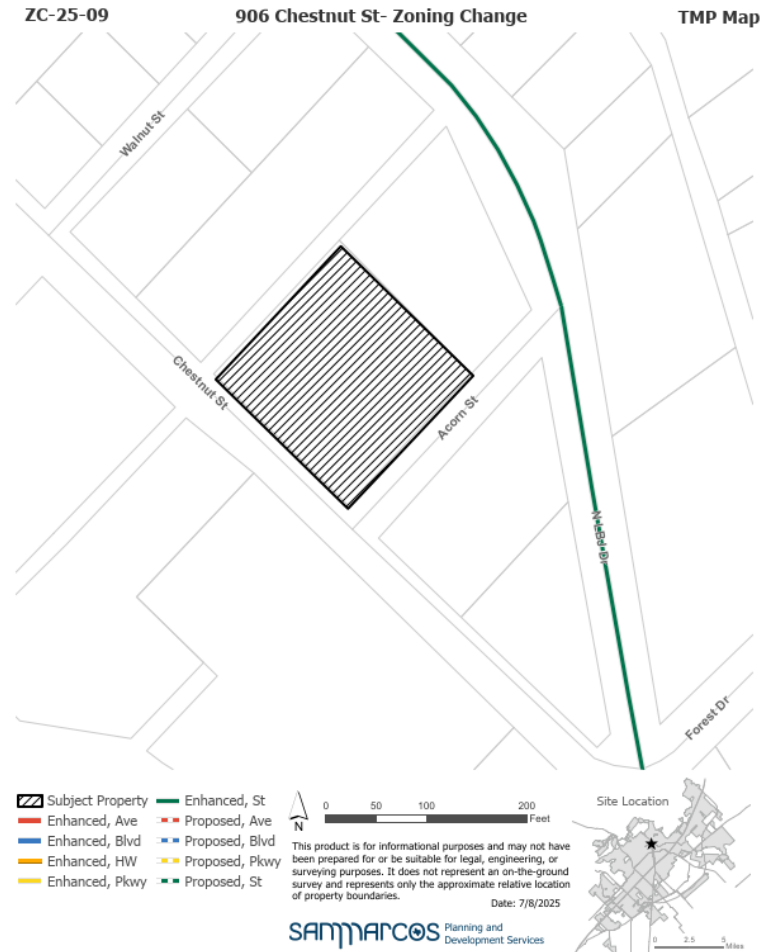 ZC-25-09 906 Chestnut St- Zoning Change TMP Map
Walnut St
Chestnut St
Acorn St
N LBJ Dr
Forest Dr
Subject Property
Enhanced, Ave
Enhanced, Blvd
Enhanced, HW
Enhanced, Pkwy
Enhanced, St
Proposed, Ave
Proposed, Blvd
Proposed, Pkwy
Proposed, St
N
0 50 100 200
Feet
This product is for informational purposes and may not have
been prepared for or be suitable for legal, engineering, or
surveying purposes. It does not represent an on-the-ground
survey and represents only the approximate relative location
of property boundaries.
Date: 7/8/2025
SAN MARCOS Planning and
Development Services
Site Location
0 2.5 5
Miles